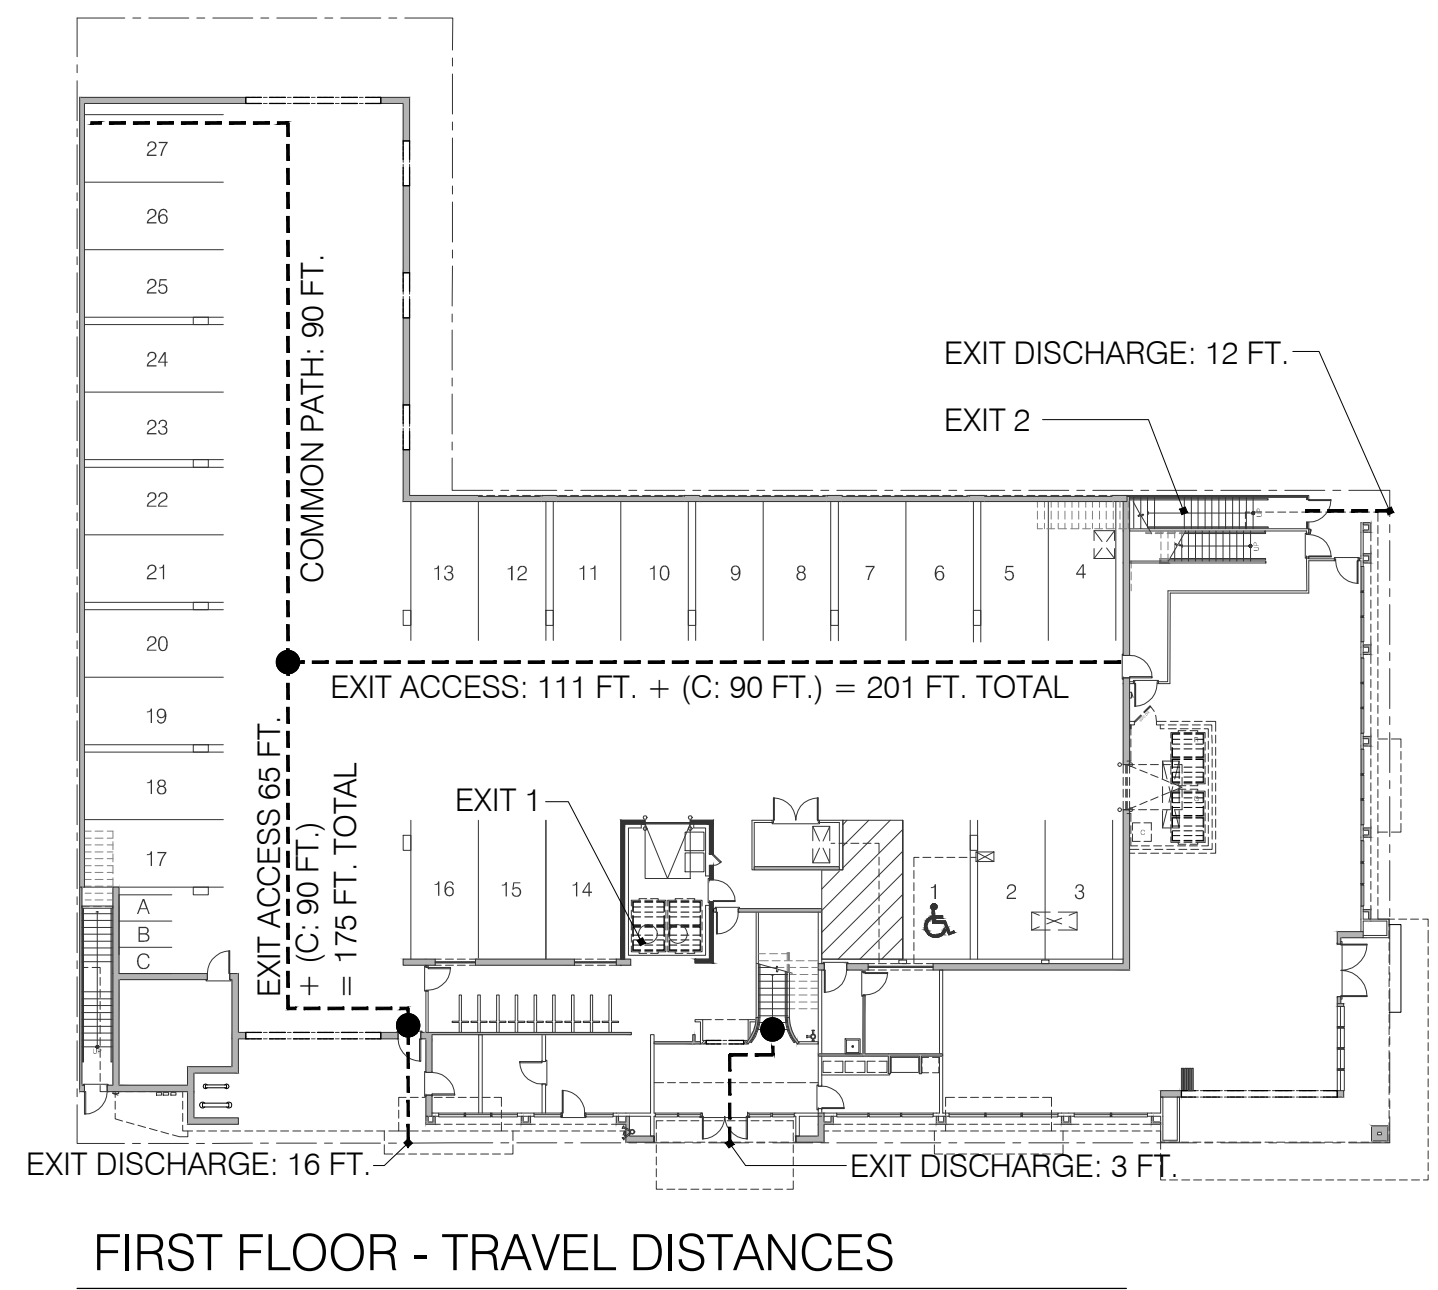 27
26
25
24
23
22
21
20
19
18
17
A
B
C
COMMON PATH: 90 FT.
EXIT DISCHARGE: 12 FT.
EXIT 2
UP
UP
13
12
11
10
9
8
7
6
5
4
EXIT ACCESS: 111 FT. + (C: 90 FT.) = 201 FT. TOTAL
EXIT ACCESS 65 FT.
+ (C: 90 FT.)
= 175 FT. TOTAL
EXIT 1
16
15
14
1
2
3
EXIT DISCHARGE: 16 FT.
EXIT DISCHARGE: 3 FT.
FIRST FLOOR - TRAVEL DISTANCES